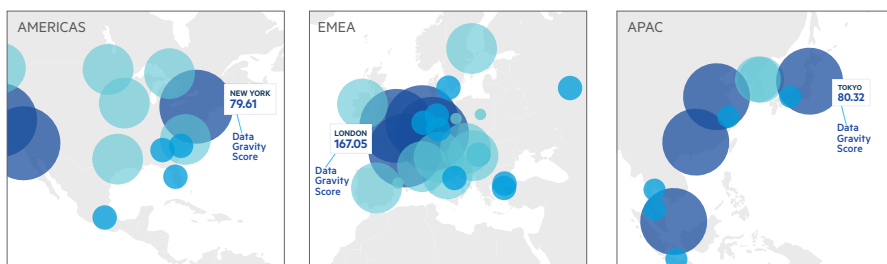 AMERICAS
NEW YORK
79.61
Data
Gravity
Score
EMEA
LONDON
167.05
Data
Gravity
Score
APAC
TOKYO
80.32
Data
Gravity
Score